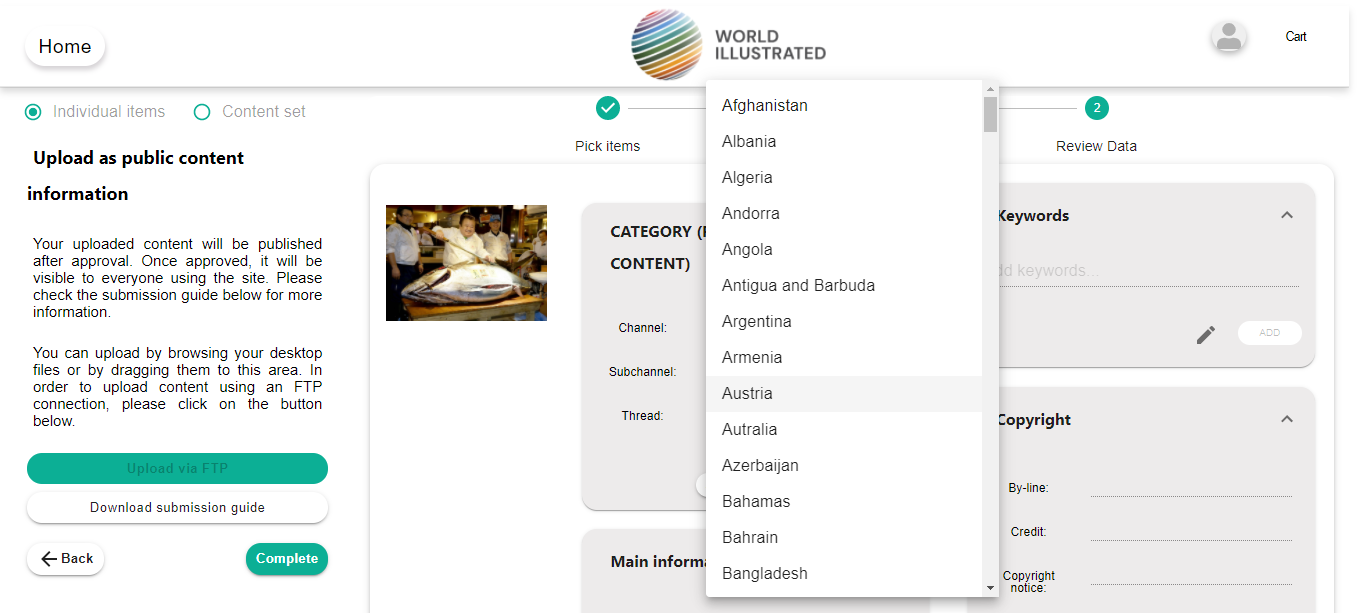 Home
WORLD
ILLUSTRATED
Cart
Individual items
Content set
Pick items
2
Review Data
Upload as public content
information
Your uploaded content will be published
after approval. Once approved, it will be
visible to everyone using the site. Please
check the submission guide below for more
information.
You can upload by browsing your desktop
files or by dragging them to this area. In
order to upload content using an FTP
connection, please click on the button
below.
Upload via FTP
Download submission guide
Back
Complete
CATEGORY
CONTENT)
Channel:
Subchannel:
Thread:
Main
Afghanistan
Albania
Algeria
Andorra
Angola
Antigua and Barbuda
Argentina
Armenia
Austria
Autralia
Azerbaijan
Bahamas
Bahrain
Bangladesh
Keywords
keywords...
ADD
Copyright
By-line:
Credit:
Copyright
notice: